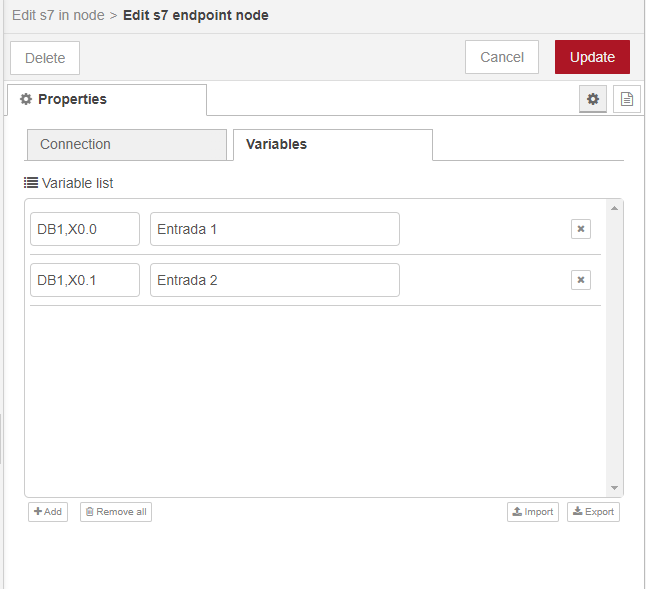 Edit s7 in node > Edit s7 endpoint node
Delete
Cancel
Update
Properties
Connection
Variables
Variable list
DB1,X0.0
Entrada 1
DB1,X0.1
Entrada 2
Add
Remove all
Import
Export